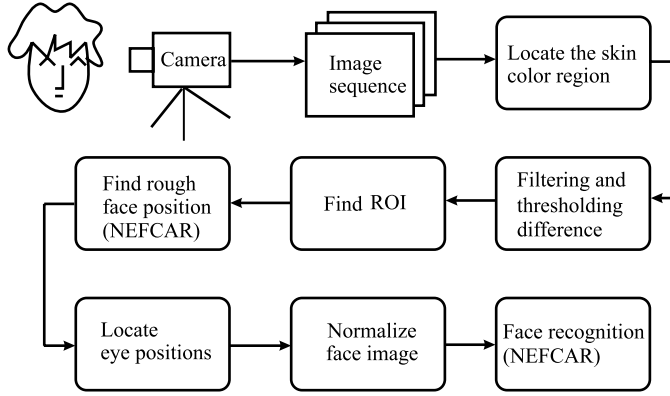 Camera
Image
sequence
Locate the skin
color region
Filtering and
thresholding
difference
Find ROI
Find rough
face position
(NEFCAR)
Locate
eye positions
Normalize
face image
Face recognition
(NEFCAR)